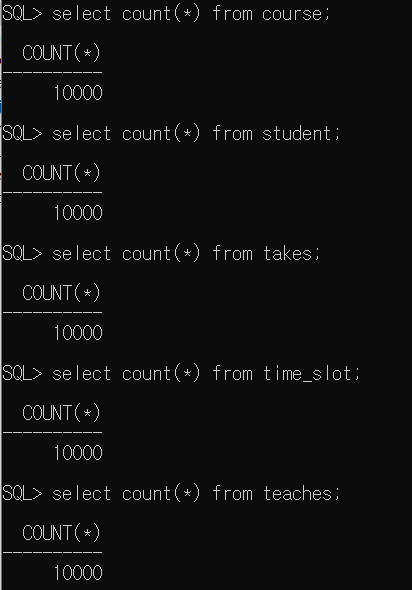 SQL> select count(*) from course;
COUNT(*)
----------
10000
SQL> select count(*) from student;
COUNT(*)
----------
10000
SQL> select count(*) from takes;
COUNT(*)
----------
10000
SQL> select count(*) from time_slot;
COUNT(*)
----------
10000
SQL> select count(*) from teaches;
COUNT(*)
----------
10000